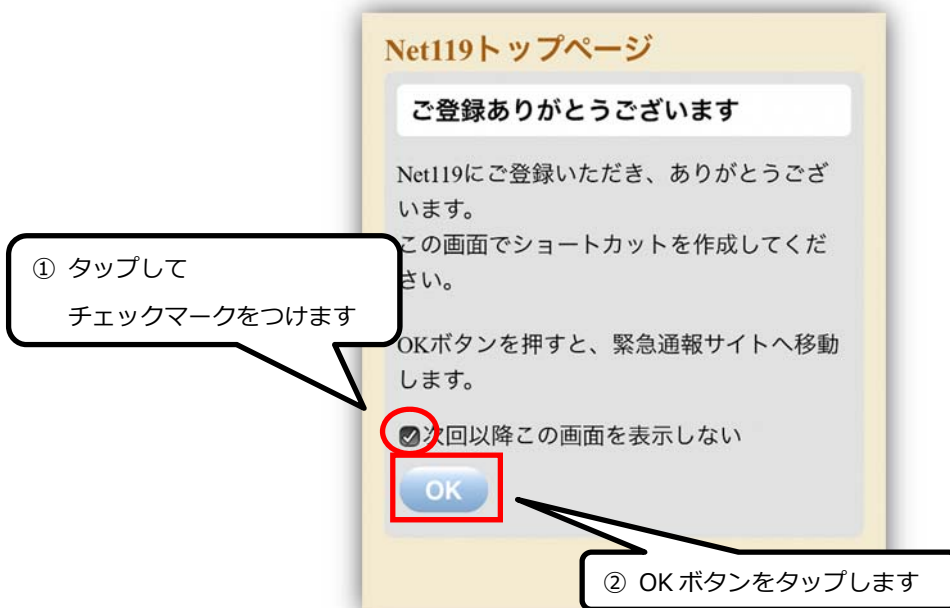 Net119トップページ
ご登録ありがとうございます
Net119にご登録いただき、ありがとうござ
います。
この画面でショートカットを作成してくだ
さい。
OKボタンを押すと、緊急通報サイトへ移動
します。
次回以降この画面を表示しない
OK
① タップして
チェックマークをつけます
② OK ボタンをタップします